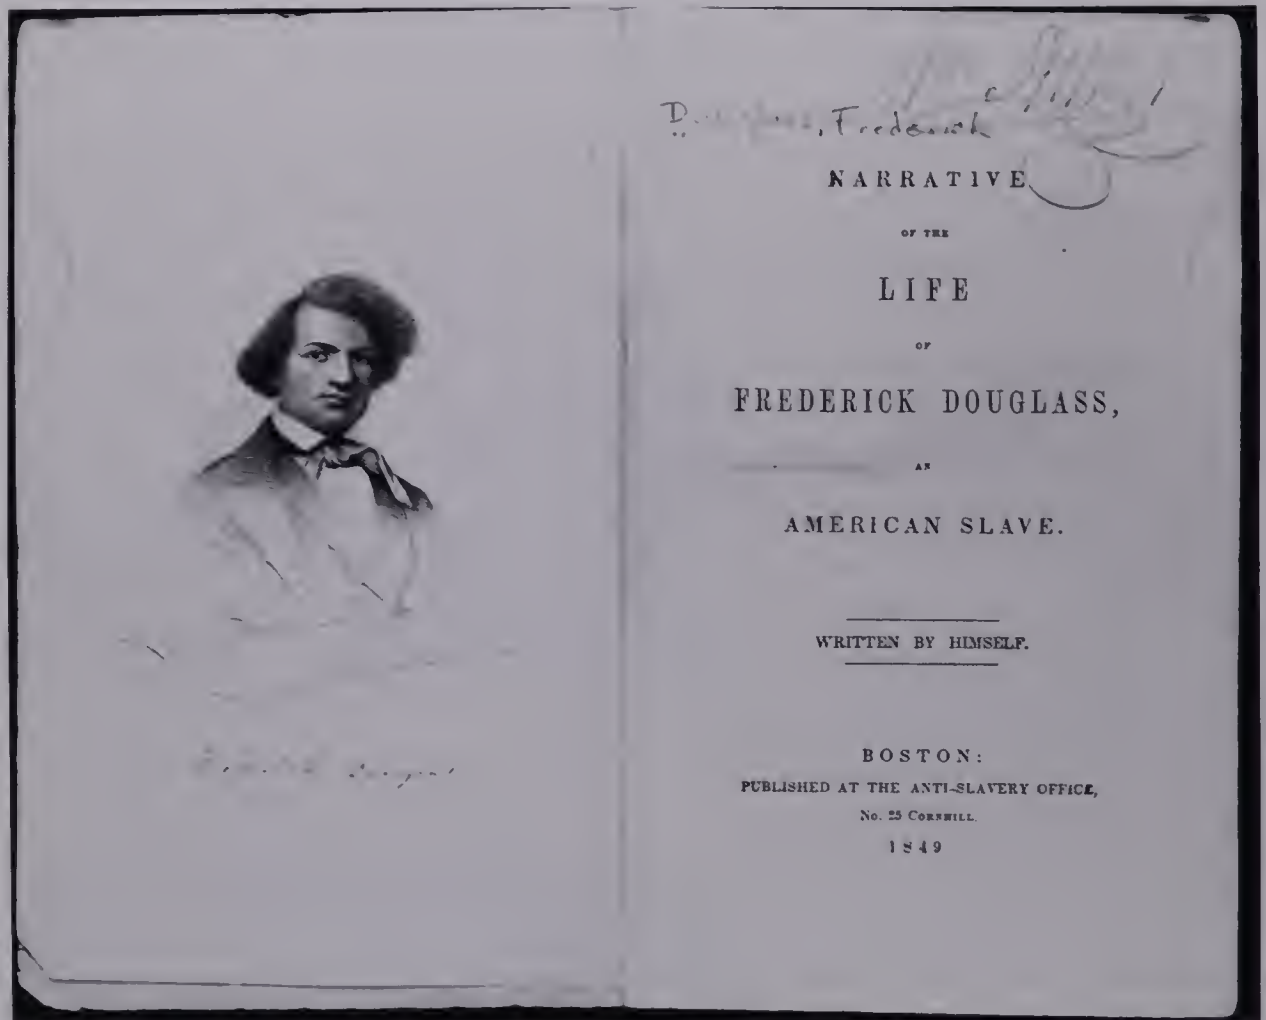 Frederick
NARRATIVE
OF THE
LIFE
OF
FREDERICK DOUGLASS,
AN
AMERICAN SLAVE.
WRITTEN BY HIMSELF.
BOSTON:
PUBLISHED AT THE ANTI-SLAVERY OFFICE,
No. 25 CORNHILL.
1849